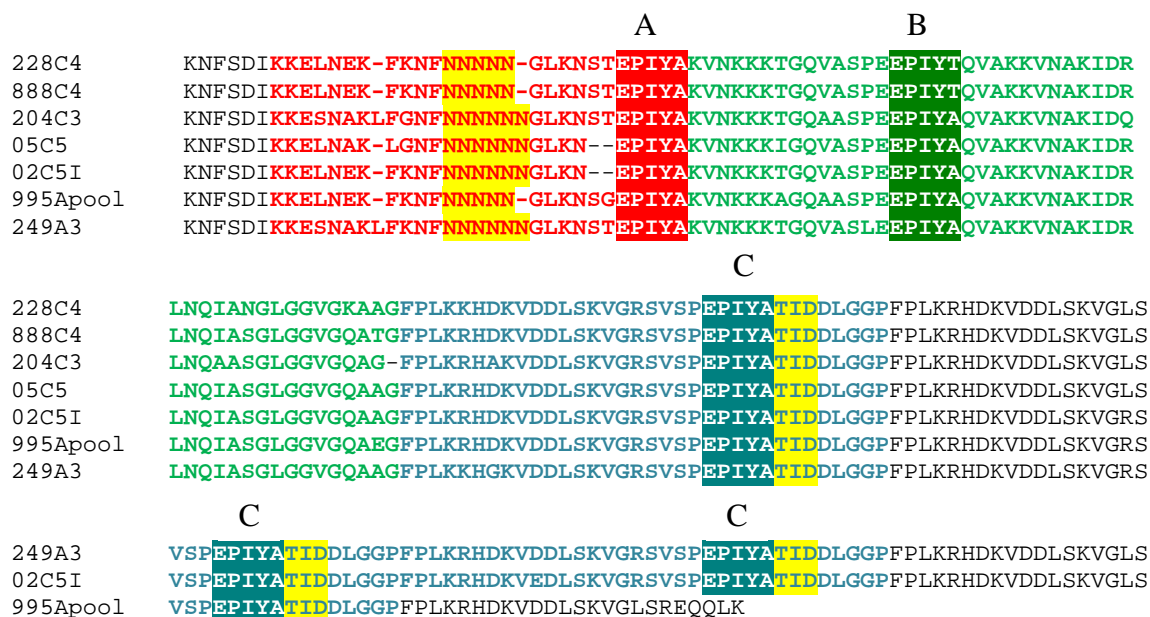 A B
228C4 KNFSDIKKELNEK-FKNFNNNNN-GLKNSTEPIYAKVNKKKTGQVASPEEPIYTQVAKKVNAKIDR
888C4 KNFSDIKKELNEK-FKNFNNNNN-GLKNSTEPIYAKVNKKKTGQVASPEEPIYTQVAKKVNAKIDR
204C3 KNFSDIKKESNAKLFGNFNNNNNNGLKNSTEPIYAKVNKKKTGQAASPEEPIYAQVAKKVNAKIDQ
05C5 KNFSDIKKELNAK-LGNFNNNNNNGLKN--EPIYAKVNKKKIGQVASPEEPIYAQVAKKVNAKIDR
02C5I KNFSDIKKELNAK-LGNFNNNNNNGLKN--EPIYAKVNKKKTGQVASPEEPIYAQVAKKVNAKIDR
995Apool KNFSDIKKELNEK-FKNFNNNNN-GLKNSGEPIYAKVNKKKAGQAASPEEPIYAQVAKKVNAKIDR
249A3 KNFSDIKKESNAKLFKNFNNNNNNGLKNSTEPIYAKVNKKKTGQVASLEEPIYAQVAKKVNAKIDR
C
228C4 LNQIANGLGGVGKAAGFPLKKHDKVDDLSKVGRSVSPEPIYATIDDLGGPFPLKRHDKVDDLSKVGLS
888C4 LNQIASGLGGVGQATGFPLKRHDKVDDLSKVGRSVSPEPIYATIDDLGGPFPLKRHDKVDDLSKVGLS
204C3 LNQAASGLGGVGQAG-FPLKRHAKVDDLSKVGRSVSPEPIYATIDDLGGPFPLKRHDKVDDLSKVGLS
05C5 LNQIASGLGGVGQAAGFPLKRHDKVDDLSKVGRSVSPEPIYATIDDLGGPFPLKRHDKVDDLSKVGLS
02C5I LNQIASGLGGVGQAAGFPLKRHDKVDDLSKVGRSVSPEPIYATIDDLGGPFPLKRHDKVDDLSKVGRS
995Apool LNQIASGLGGVGQAEGFPLKRHDKVDDLSKVGRSVSPEPIYATIDDLGGPFPLKRHDKVDDLSKVGRS
249A3 LNQIASGLGGVGQAAGFPLKKHGKVDDLSKVGRSVSPEPIYATIDDLGGPFPLKRHDKVDDLSKVGRS
C C
249A3 VSPEPIYATIDDLGGPFPLKRHDKVDDLSKVGRSVSPEPIYATIDDLGGPFPLKRHDKVDDLSKVGLS
02C5I VSPEPIYATIDDLGGPFPLKRHDKVEDLSKVGRSVSPEPIYATIDDLGGPFPLKRHDKVDDLSKVGLS
995Apool VSPEPIYATIDDLGGPFPLKRHDKVDDLSKVGLSREQQLK